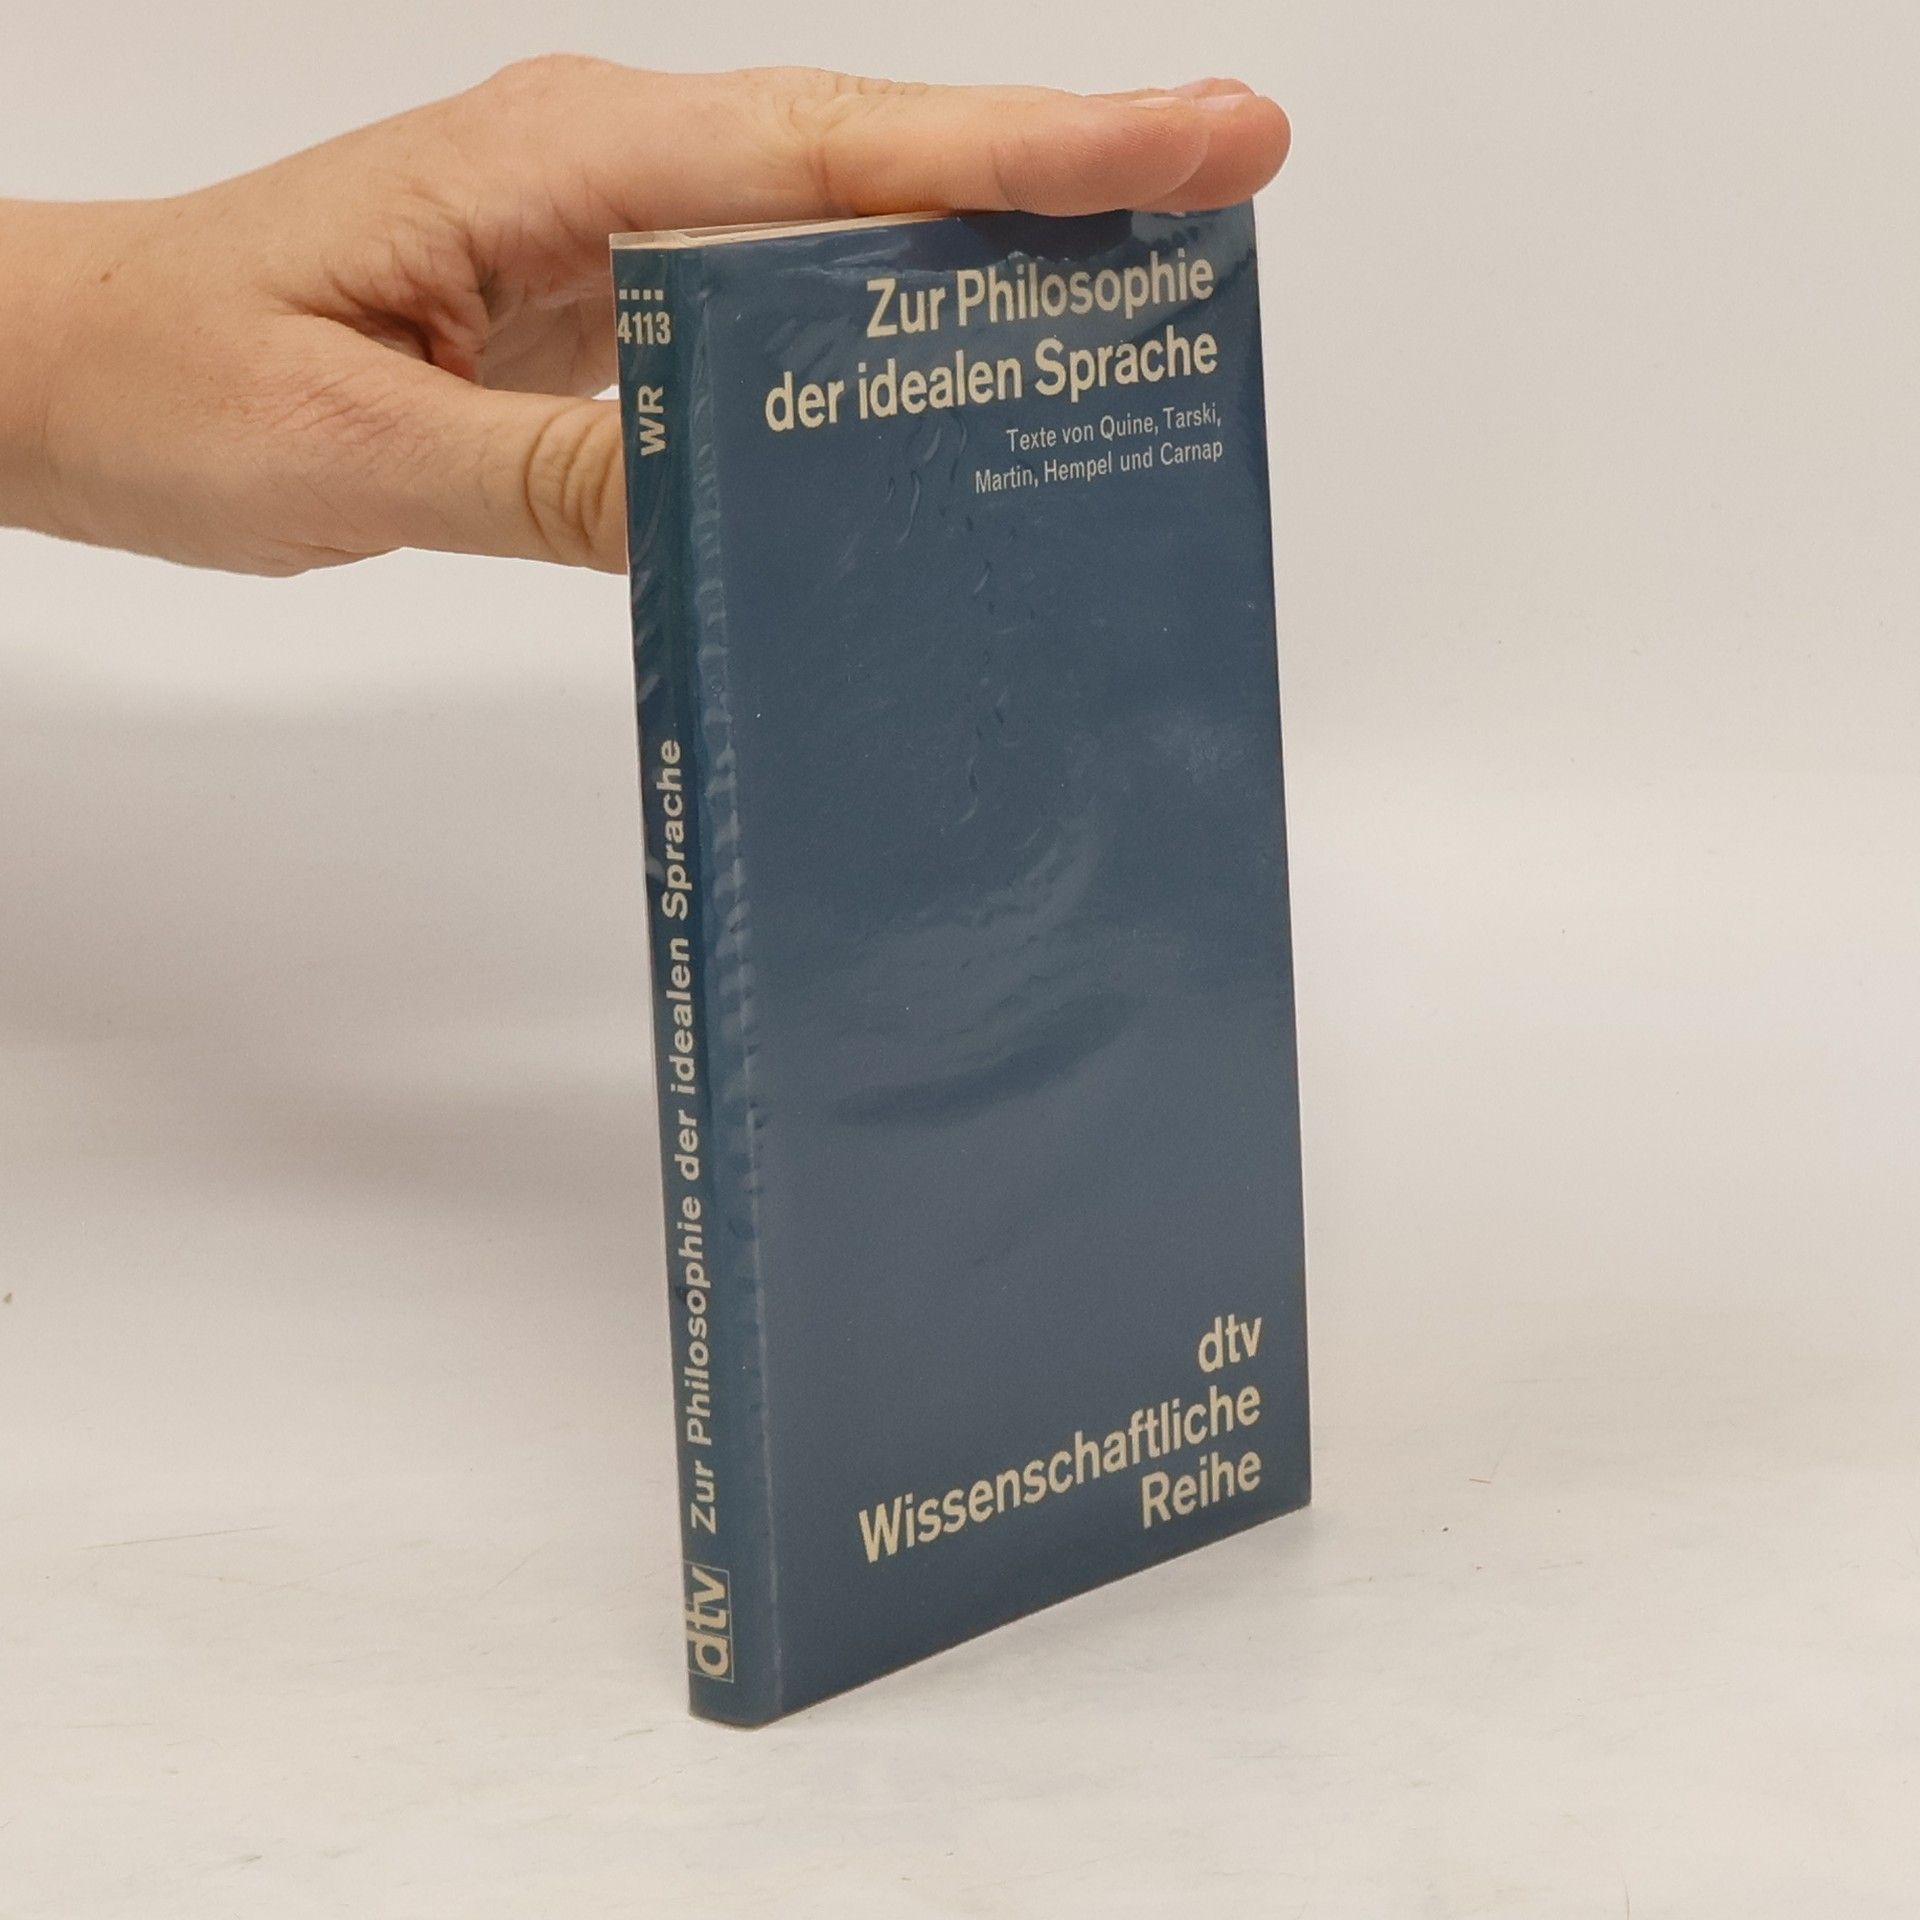 4113
WR
Zur Philosophie der idealen Sprache
dtv
Zur Philosophie
der idealen Sprache
Texte von Quine, Tarski,
Martin, Hempel und Carnap
dtv
Wissenschaftliche
Reihe